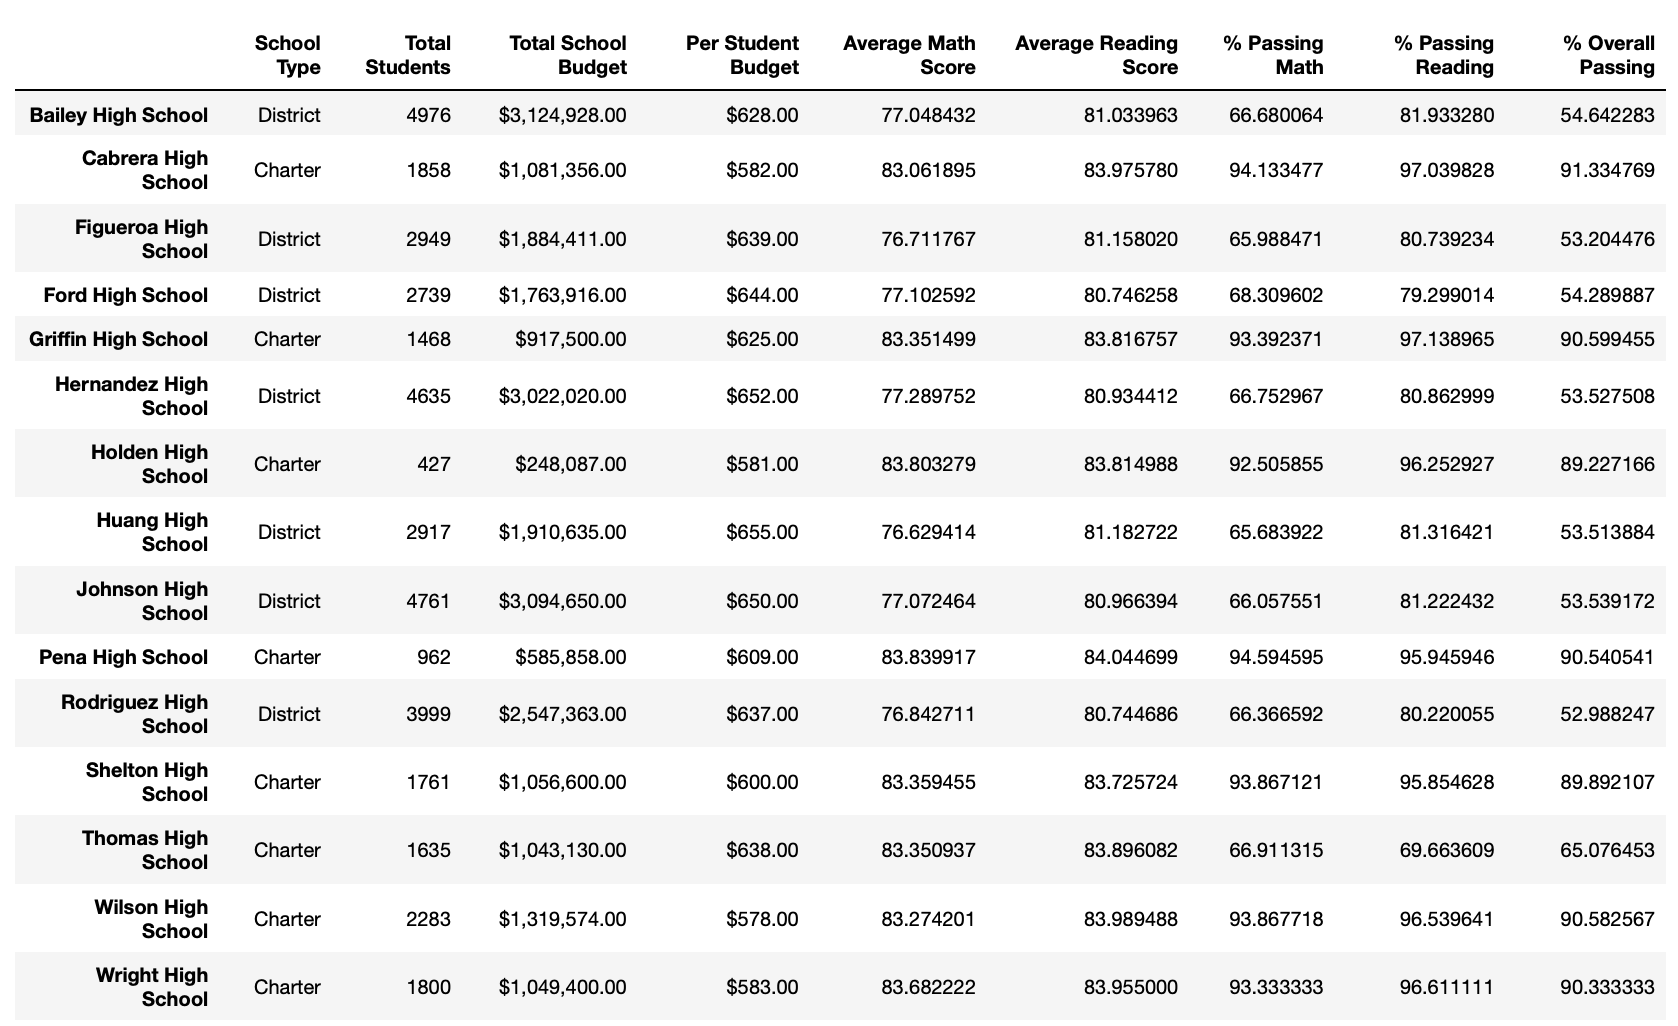 School Type Total Students Total School Budget Per Student Budget Average Math Score Average Reading Score % Passing Math % Passing Reading % Overall Passing
Bailey High School District 4976 $3,124,928.00 $628.00 77.048432 81.033963 66.680064 81.933280 54.642283
Cabrera High School Charter 1858 $1,081,356.00 $582.00 83.061895 83.975780 94.133477 97.039828 91.334769
Figueroa High School District 2949 $1,884,411.00 $639.00 76.711767 81.158020 65.988471 80.739234 53.204476
Ford High School District 2739 $1,763,916.00 $644.00 77.102592 80.746258 68.309602 79.299014 54.289887
Griffin High School Charter 1468 $917,500.00 $625.00 83.351499 83.816757 93.392371 97.138965 90.599455
Hernandez High School District 4635 $3,022,020.00 $652.00 77.289752 80.934412 66.752967 80.862999 53.527508
Holden High School Charter 427 $248,087.00 $581.00 83.803279 83.814988 92.505855 96.252927 89.227166
Huang High School District 2917 $1,910,635.00 $655.00 76.629414 81.182722 65.683922 81.316421 53.513884
Johnson High School District 4761 $3,094,650.00 $650.00 77.072464 80.966394 66.057551 81.222432 53.539172
Pena High School Charter 962 $585,858.00 $609.00 83.839917 84.044699 94.594595 95.945946 90.540541
Rodriguez High School District 3999 $2,547,363.00 $637.00 76.842711 80.744686 66.366592 80.220055 52.988247
Shelton High School Charter 1761 $1,056,600.00 $600.00 83.359455 83.725724 93.867121 95.854628 89.892107
Thomas High School Charter 1635 $1,043,130.00 $638.00 83.350937 83.896082 66.911315 69.663609 65.076453
Wilson High School Charter 2283 $1,319,574.00 $578.00 83.274201 83.989488 93.867718 96.539641 90.582567
Wright High School Charter 1800 $1,049,400.00 $583.00 83.682222 83.955000 93.333333 96.611111 90.333333